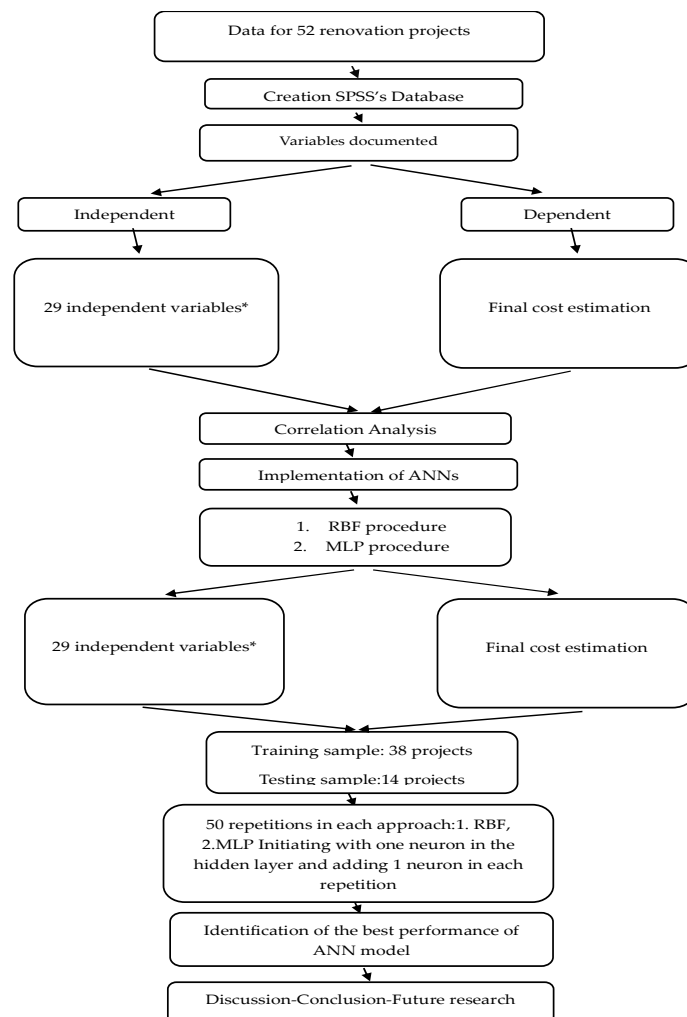 Data for 52 renovation projects
Creation SPSS's Database
Variables documented
Independent
Dependent
29 independent variables*
Final cost estimation
Correlation Analysis
Implementation of ANNs
1. RBF procedure
2. MLP procedure
29 independent variables*
Final cost estimation
Training sample: 38 projects
Testing sample:14 projects
50 repetitions in each approach:1. RBF,
2.MLP Initiating with one neuron in the
hidden layer and adding 1 neuron in each
repetition
Identification of the best performance of
ANN model
Discussion-Conclusion-Future research